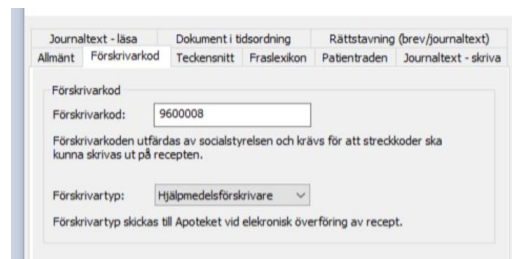 Journaltext - läsa Dokument i tidsordning Rättstavning (brev/journaltext)
Allmänt Förskrivarkod Teckensnitt Fraslexikon Patientraden Journaltext - skriva
Förskrivarkod
Förskrivarkod: 9600008
Förskrivarkoden utfärdas av socialstyrelsen och krävs för att streckkoder ska
kunna skrivas ut på recepten.
Förskrivartyp: Hjälpmedelsförskrivare
Förskrivartyp skickas till Apoteket vid elekronisk överföring av recept.